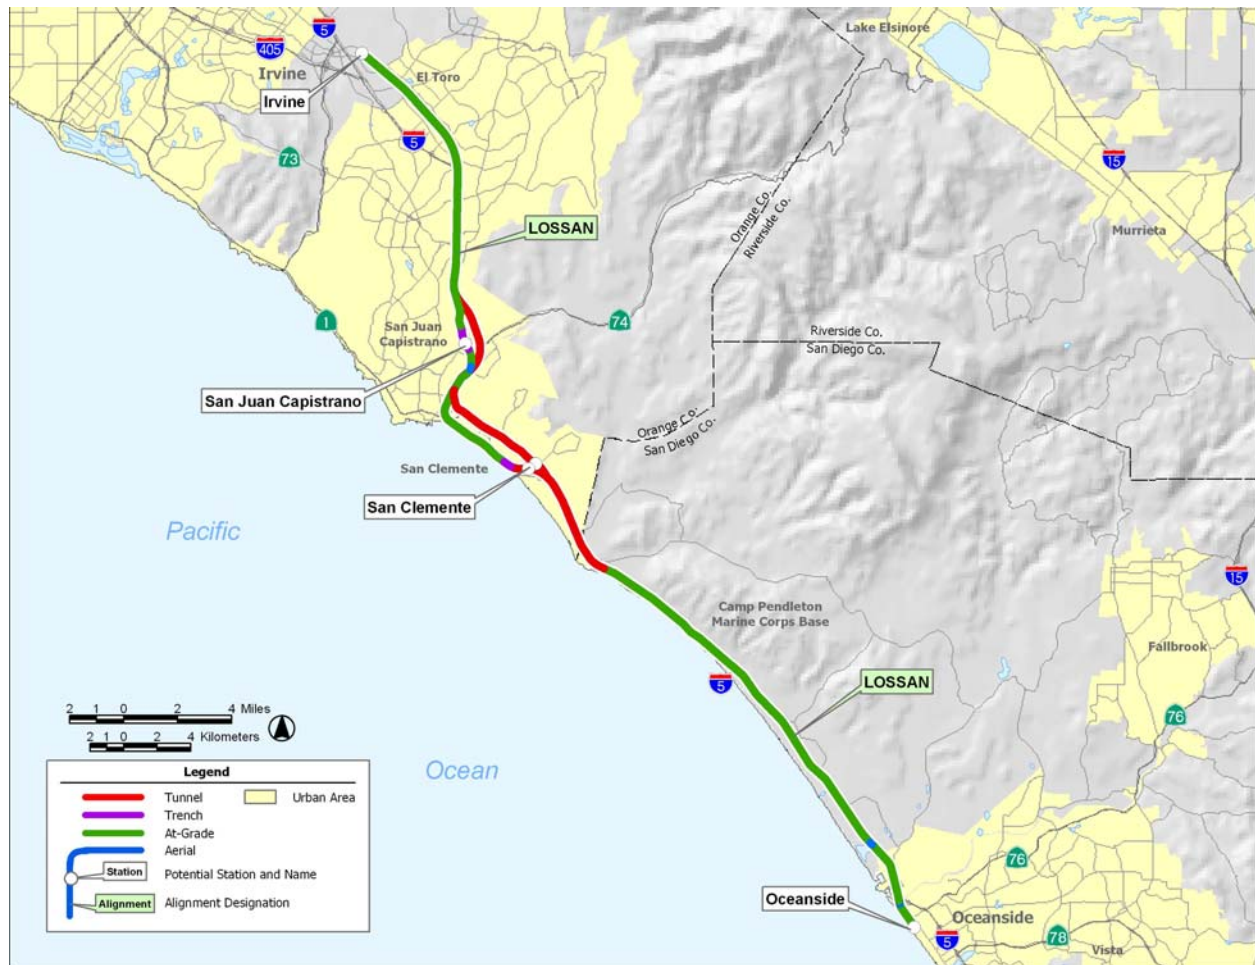 Lake Elsinore
5
405
Irvine
El Toro
Irvine
5
73
15
LOSSAN
Orange Co.
Riverside Co.
Murrieta
1
San Juan
Capistrano
74
Riverside Co.
San Diego Co.
San Juan Capistrano
Orange Co.
San Diego Co.
San Clemente
San Clemente
Pacific
15
Camp Pendleton
Marine Corps Base
Fallbrook
5
LOSSAN
76
2 1 0 2 4 Miles
2 1 0 2 4 Kilometers
Ocean
Legend
Tunnel
Urban Area
Trench
At-Grade
Aerial
Station
Potential Station and Name
Alignment
Alignment Designation
76
Oceanside
Oceanside
5
78
Vista